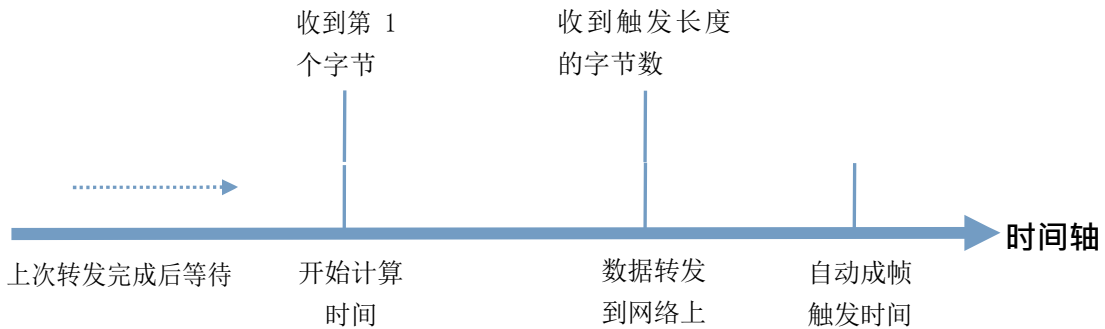 收到第 1
个字节
收到触发长度
的字节数
时间轴
上次转发完成后等待
开始计算
时间
数据转发
到网络上
自动成帧
触发时间